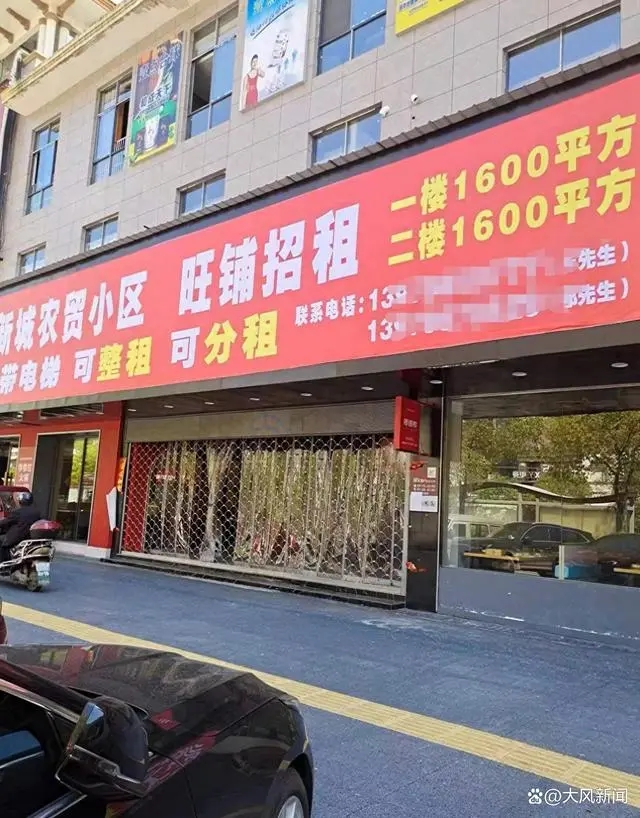 新城农贸小区 旺铺招租
带电梯 可整租 可分租
一楼1600平方
二楼1600平方
联系电话:13
先生)
13
先生)
@大风新闻